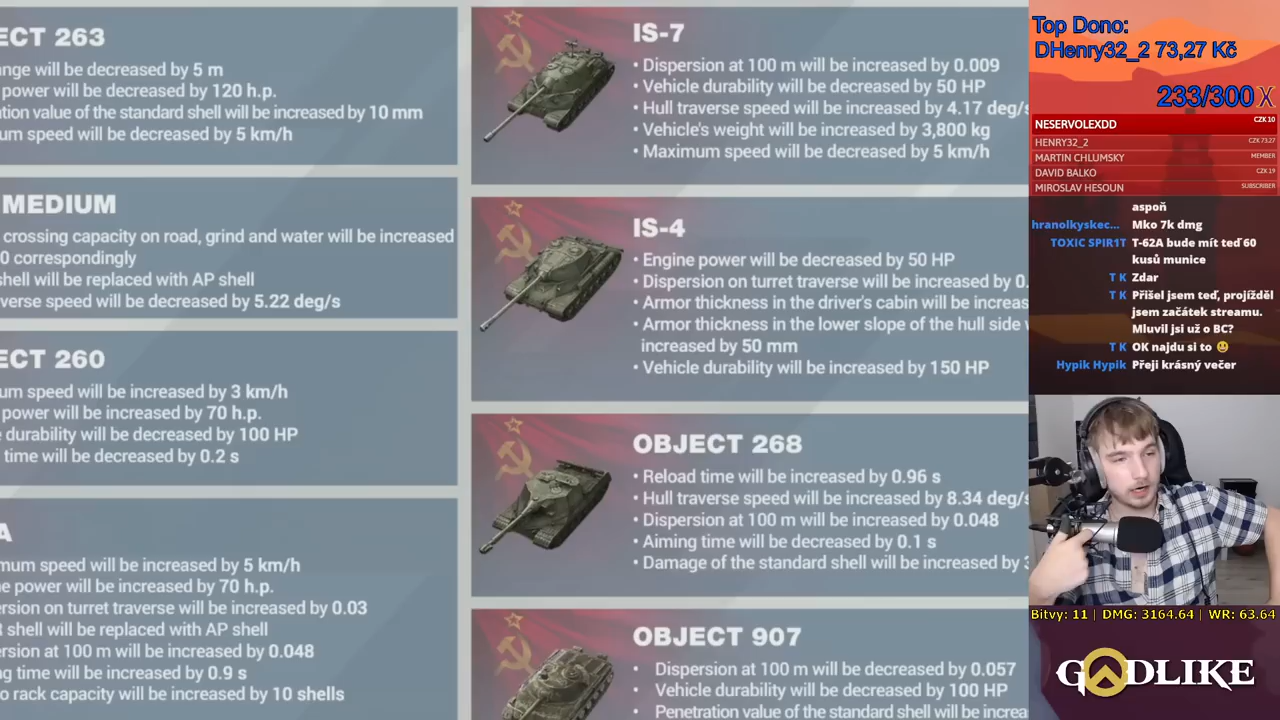 ECT 263
ange will be decreased by 5 m
power will be decreased by 120 h.p.
ation value of the standard shell will be increased by 10 mm
um speed will be decreased by 5 km/h
MEDIUM
crossing capacity on road, grind and water will be increased
0 correspondingly
shell will be replaced with AP shell
verse speed will be decreased by 5.22 deg/s
ECT 260
um speed will be increased by 3 km/h
power will be increased by 70 h.p.
e durability will be decreased by 100 HP
time will be decreased by 0.2 s
A
mum speed will be increased by 5 km/h
ne power will be increased by 70 h.p.
ersion on turret traverse will be increased by 0.03
shell will be replaced with AP shell
ersion at 100 m will be increased by 0.048
ng time will be increased by 0.9 s
o rack capacity will be increased by 10 shells
IS-7
• Dispersion at 100 m will be increased by 0.009
• Vehicle durability will be decreased by 50 HP
• Hull traverse speed will be increased by 4.17 deg/s
• Vehicle's weight will be increased by 3,800 kg
• Maximum speed will be decreased by 5 km/h
IS-4
• Engine power will be decreased by 50 HP
• Dispersion on turret traverse will be increased by 0.
• Armor thickness in the driver's cabin will be increas
• Armor thickness in the lower slope of the hull side w
increased by 50 mm
• Vehicle durability will be increased by 150 HP
OBJECT 268
• Reload time will be increased by 0.96 s
• Hull traverse speed will be increased by 8.34 deg/s
• Dispersion at 100 m will be increased by 0.048
• Aiming time will be decreased by 0.1 s
• Damage of the standard shell will be increased by 3
OBJECT 907
• Dispersion at 100 m will be decreased by 0.057
• Vehicle durability will be decreased by 100 HP
• Penetration value of the standard shell will be increa
Top Dono:
DHenry32_2 73,27 Kč
233/300 X
NESERVOLEXDD CZK 10
HENRY32_2 CZK 73.27
MARTIN CHLUMSKY MEMBER
DAVID BALKO CZK 19
MIROSLAV HESOUN SUBSCRIBER
aspoň
hranolkyskec... Mko 7k dmg
TOXIC SPIR1T T-62A bude mít teď 60
kusů munice
T K Zdar
T K Přišel jsem teď, projížděl
jsem začátek streamu.
Mluvil jsi už o BC?
T K OK najdu si to 😃
Hypik Hypik Přeji krásný večer
Bitvy: 11 | DMG: 3164.64 | WR: 63.64
GODLIKE